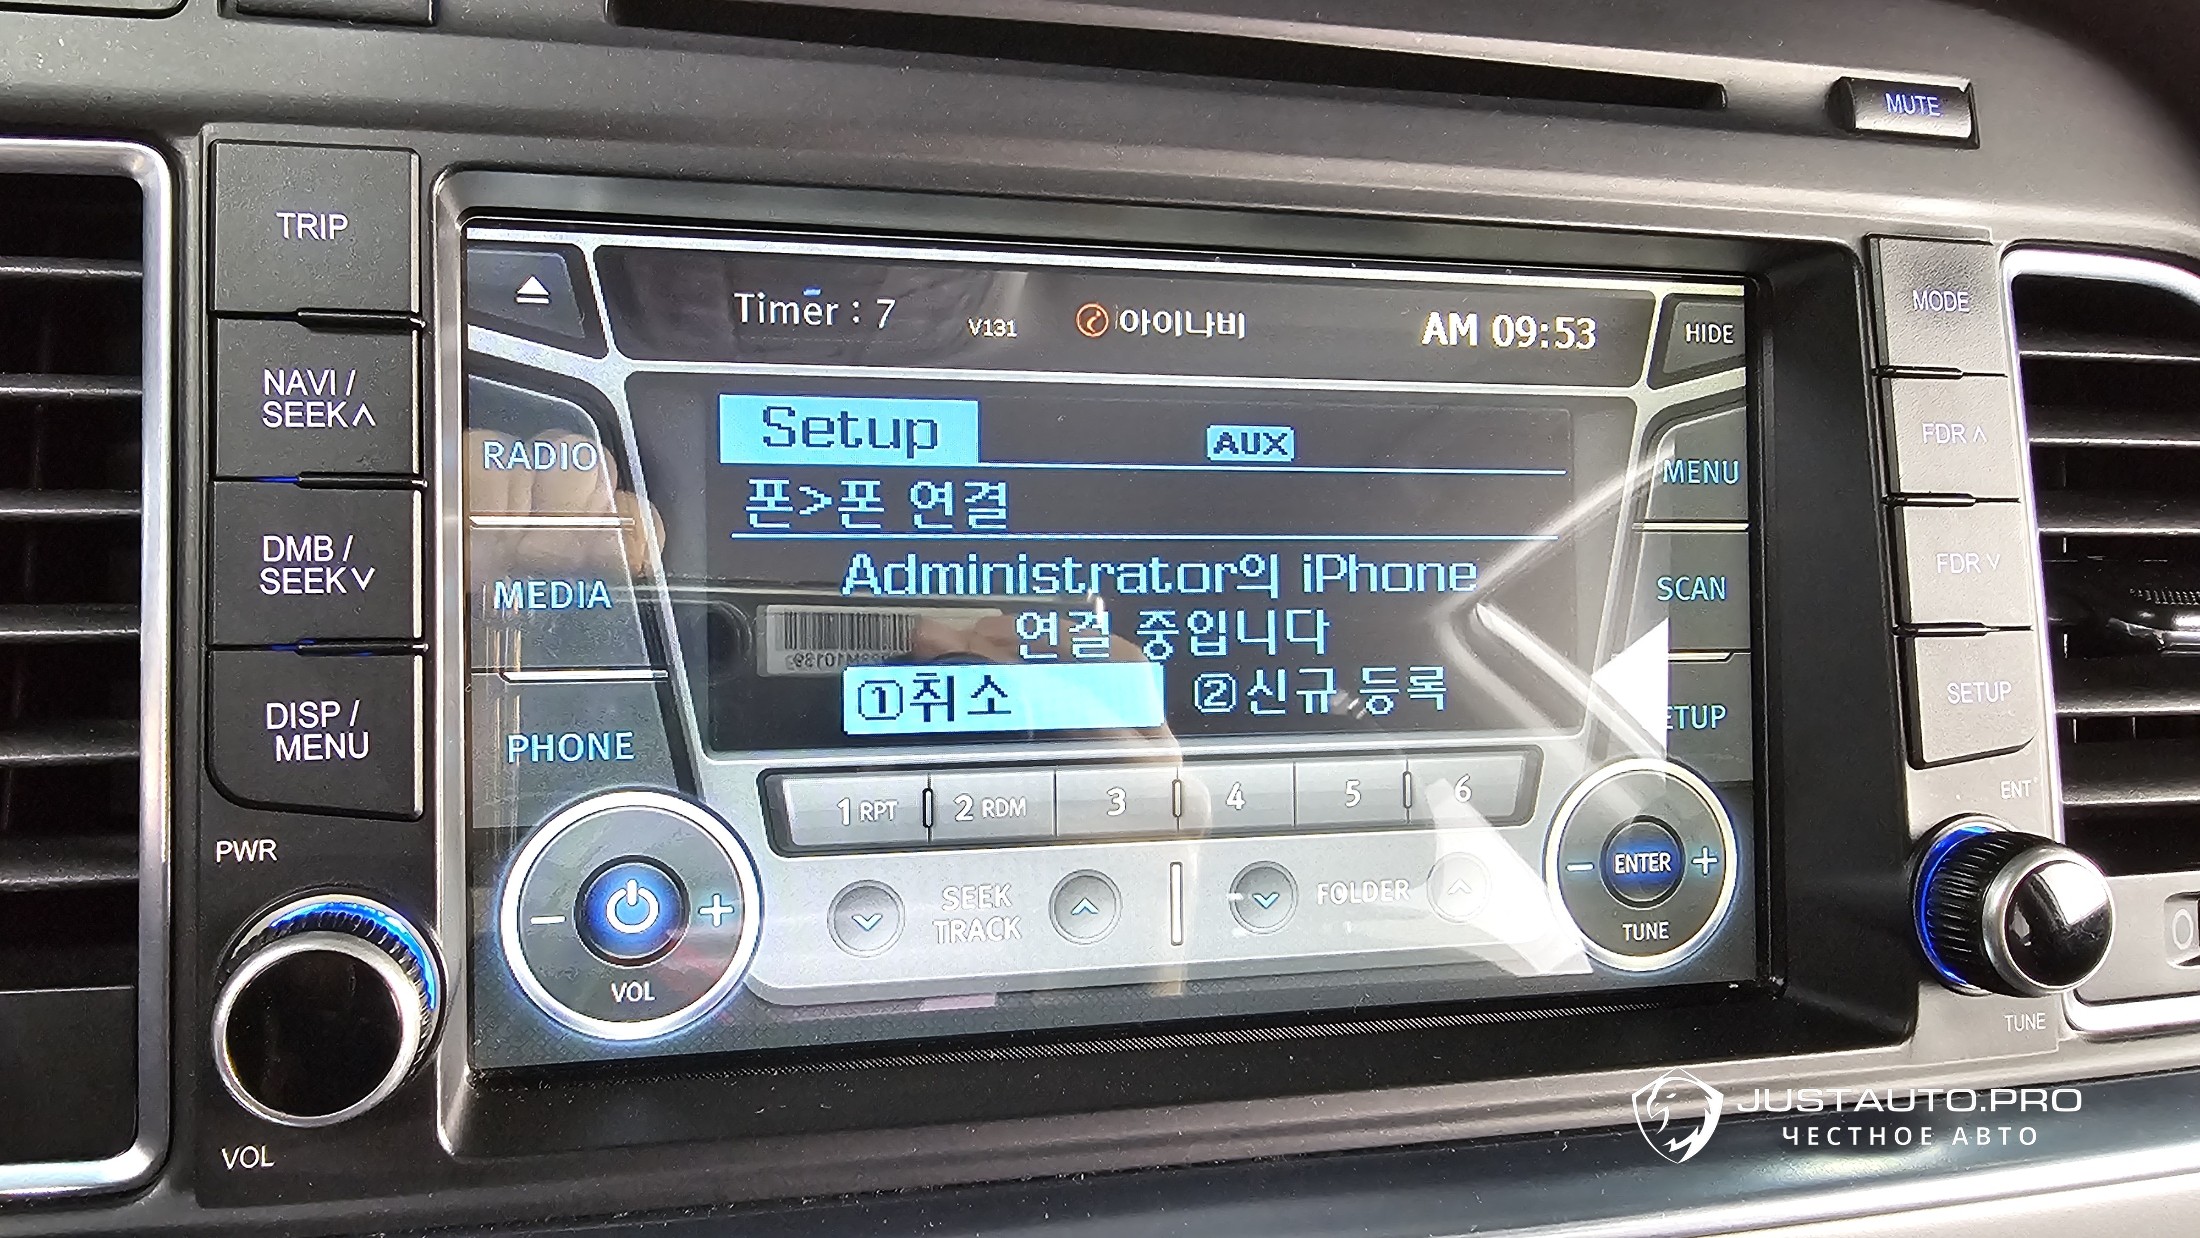 MUTE
TRIP
NAVI /
SEEK∧
DMB /
SEEK∨
DISP /
MENU
PWR
VOL
Timer : 7
V131
아이나비
AM 09:53
HIDE
RADIO
MEDIA
PHONE
Setup
AUX
폰>폰 연결
Administrator의 iPhone
연결 중입니다
①취소
②신규 등록
MENU
SCAN
ETUP
1 RPT
2 RDM
3
4
5
6
VOL
SEEK
TRACK
FOLDER
ENTER
TUNE
MODE
FDR ∧
FDR ∨
SETUP
ENT
TUNE
JUSTAUTO.PRO
ЧЕСТНОЕ АВТО